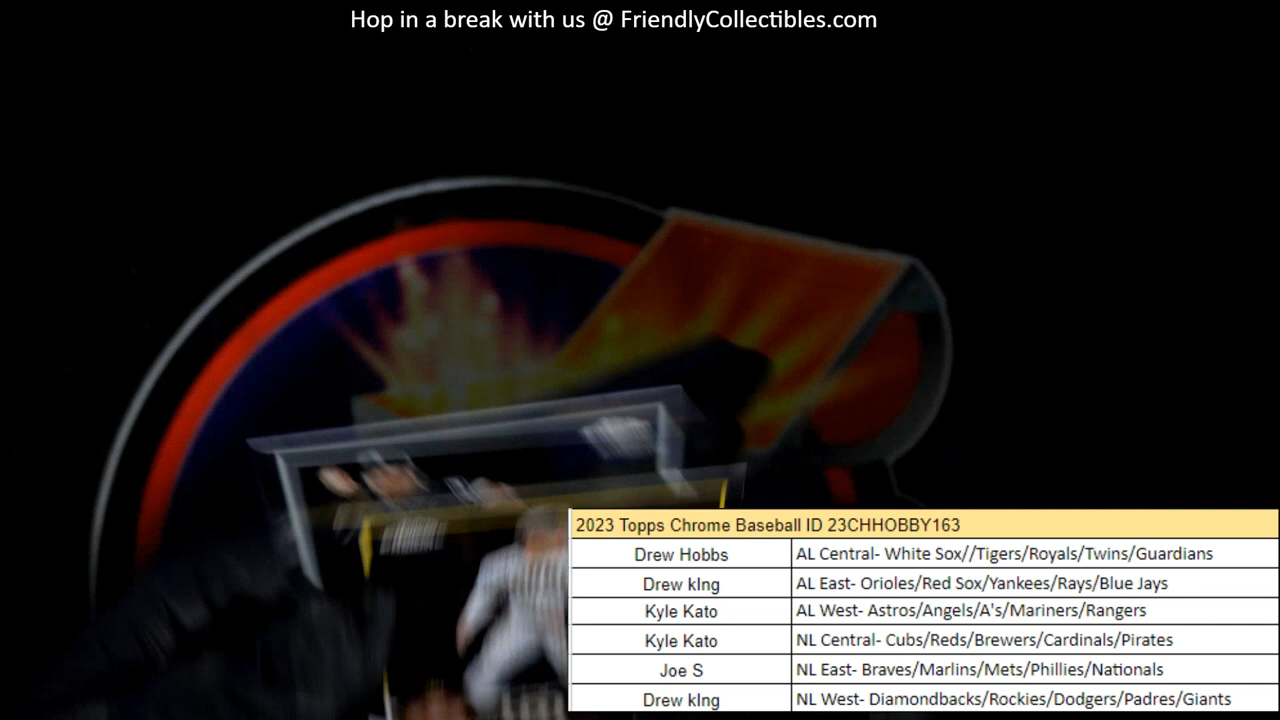 Hop in a break with us @ FriendlyCollectibles.com
2023 Topps Chrome Baseball ID 23CHHOBBY163
Drew Hobbs AL Central- White Sox//Tigers/Royals/Twins/Guardians
Drew kIng AL East- Orioles/Red Sox/Yankees/Rays/Blue Jays
Kyle Kato AL West- Astros/Angels/A's/Mariners/Rangers
Kyle Kato NL Central- Cubs/Reds/Brewers/Cardinals/Pirates
Joe S NL East- Braves/Marlins/Mets/Phillies/Nationals
Drew kIng NL West- Diamondbacks/Rockies/Dodgers/Padres/Giants